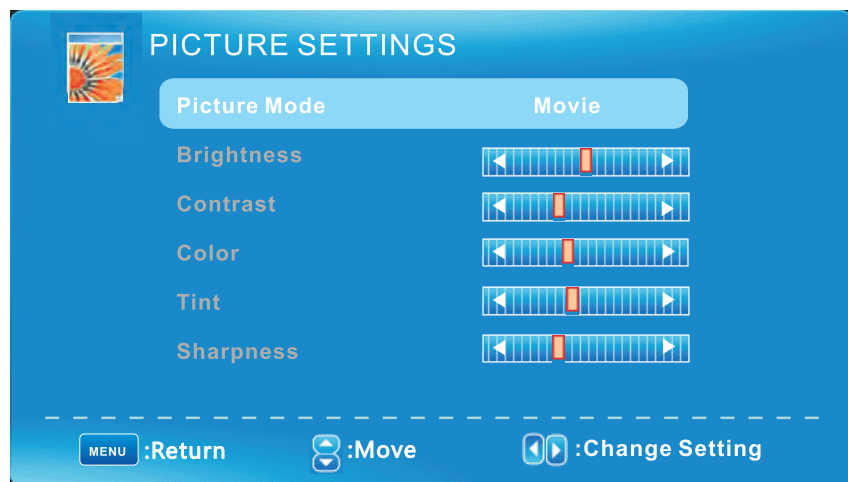 PICTURE SETTINGS
Picture Mode Movie
Brightness
Contrast
Color
Tint
Sharpness
MENU :Return :Move :Change Setting